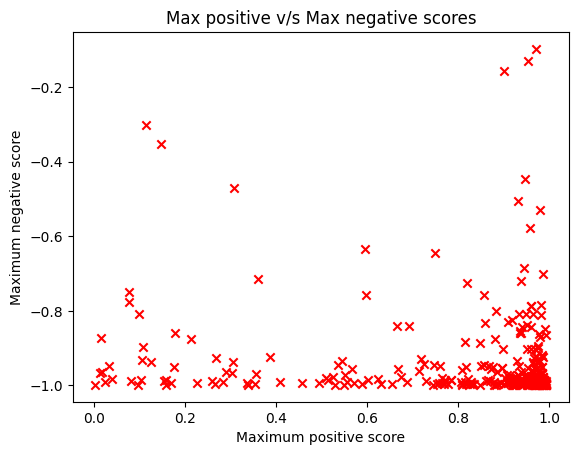 Max positive v/s Max negative scores
Maximum negative score
−0.2
−0.4
−0.6
−0.8
−1.0
0.0 0.2 0.4 0.6 0.8 1.0
Maximum positive score